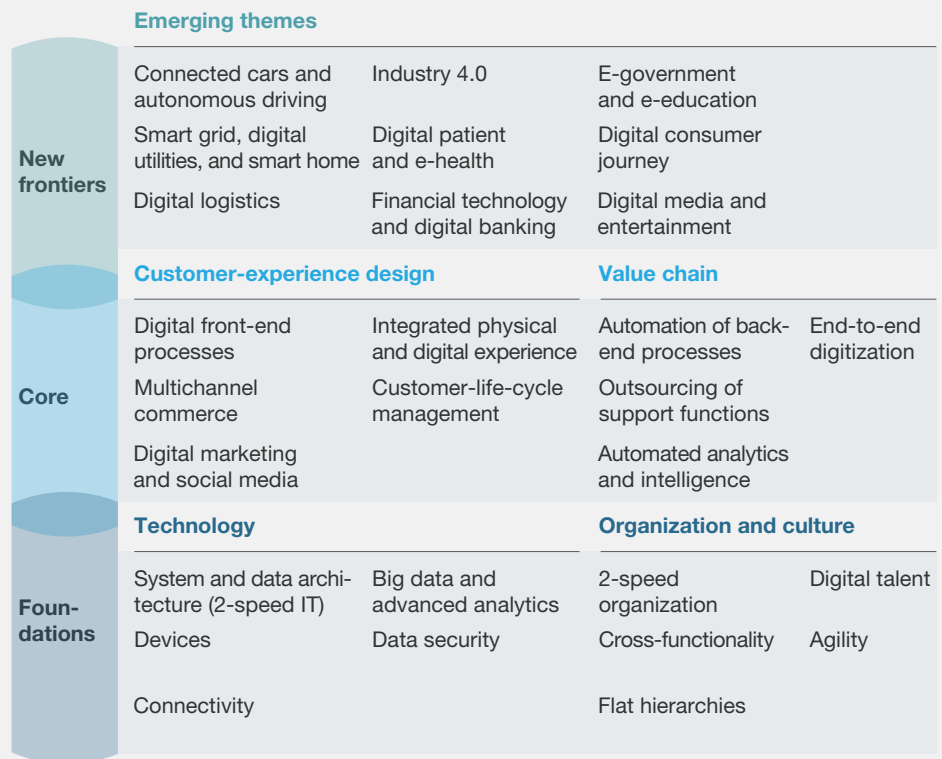 Emerging themes
New
frontiers
Connected cars and
autonomous driving
Industry 4.0
E-government
and e-education
Smart grid, digital
utilities, and smart home
Digital patient
and e-health
Digital consumer
journey
Digital logistics
Financial technology
and digital banking
Digital media and
entertainment
Customer-experience design
Value chain
Core
Digital front-end
processes
Integrated physical
and digital experience
Automation of back-
end processes
End-to-end
digitization
Multichannel
commerce
Customer-life-cycle
management
Outsourcing of
support functions
Digital marketing
and social media
Automated analytics
and intelligence
Technology
Organization and culture
Foun-
dations
System and data archi-
tecture (2-speed IT)
Big data and
advanced analytics
2-speed
organization
Digital talent
Devices
Data security
Cross-functionality
Agility
Connectivity
Flat hierarchies